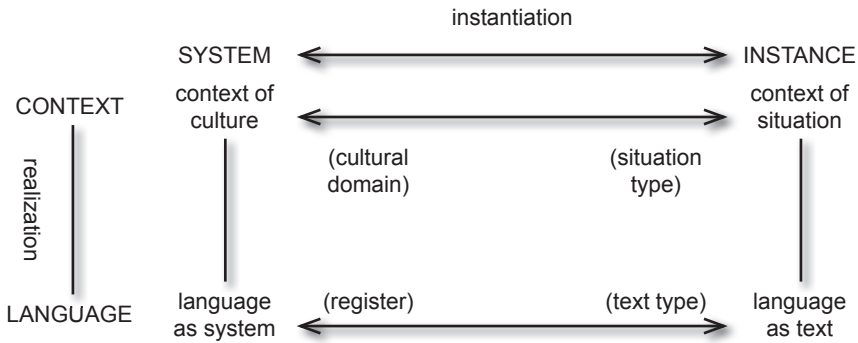 instantiation
SYSTEM
INSTANCE
CONTEXT
context of
culture
context of
situation
(cultural
domain)
(situation
type)
realization
LANGUAGE
language
as system
(register)
(text type)
language
as text